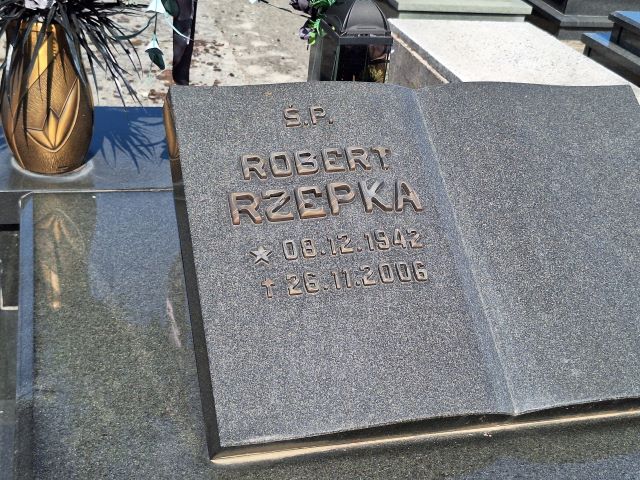 Ś.P.
ROBERT
RZEPKA
★ 08.12.1942
† 26.11.2006